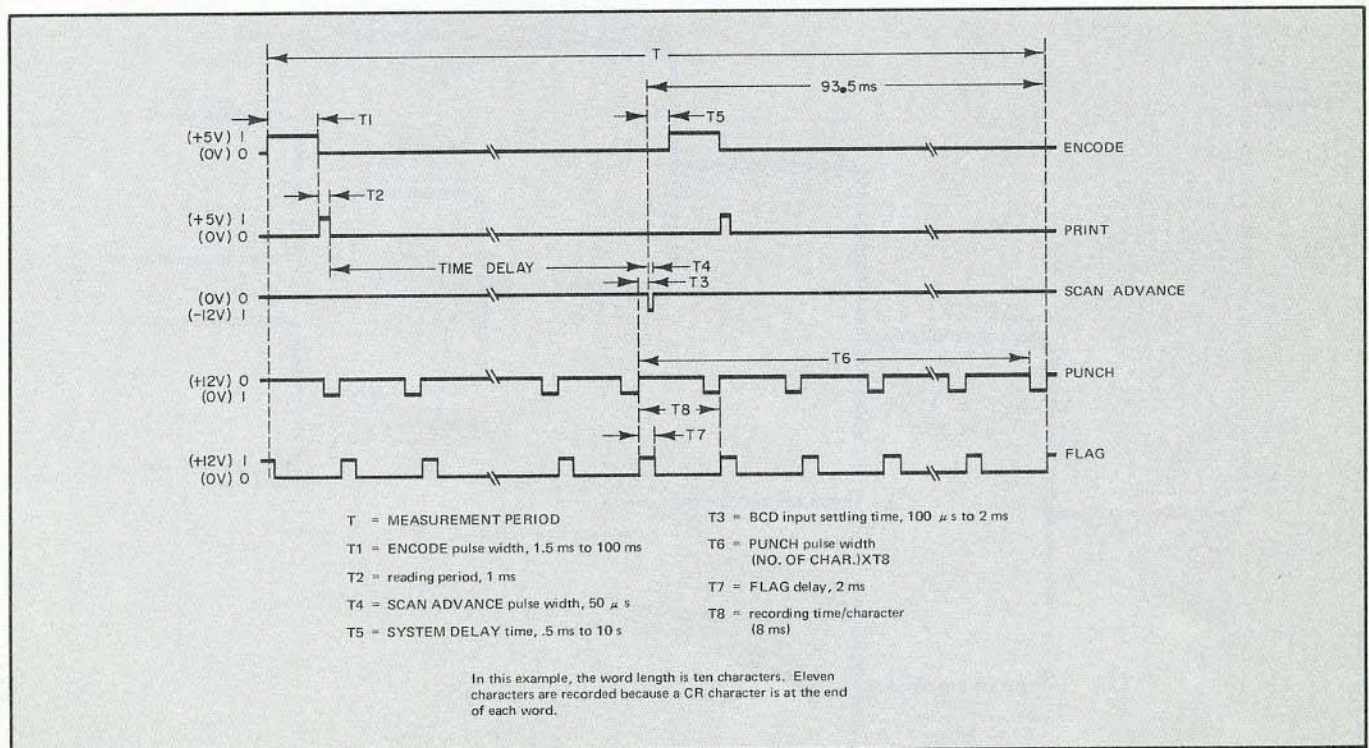 T
93.5ms
T1
T5
(+5V) 1
(0V) 0
ENCODE
T2
(+5V) 1
(0V) 0
PRINT
TIME DELAY
T4
T3
(0V) 0
(-12V) 1
SCAN ADVANCE
T6
(+12V) 0
(0V) 1
PUNCH
T8
T7
(+12V) 1
(0V) 0
FLAG
T = MEASUREMENT PERIOD
T1 = ENCODE pulse width, 1.5 ms to 100 ms
T2 = reading period, 1 ms
T4 = SCAN ADVANCE pulse width, 50 μ s
T5 = SYSTEM DELAY time, .5 ms to 10 s
T3 = BCD input settling time, 100 μ s to 2 ms
T6 = PUNCH pulse width
(NO. OF CHAR.)XT8
T7 = FLAG delay, 2 ms
T8 = recording time/character
(8 ms)
In this example, the word length is ten characters. Eleven
characters are recorded because a CR character is at the end
of each word.